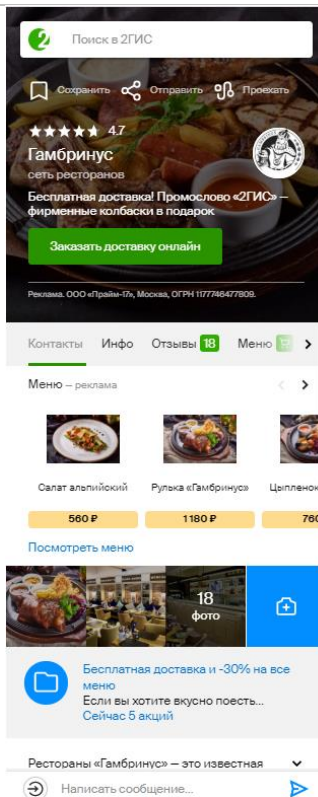 2
Поиск в 2ГИС
Сохранить Отправить Проехать
4.7
Гамбринус
сеть ресторанов
Бесплатная доставка! Промослово «2ГИС» –
фирменные колбаски в подарок
Заказать доставку онлайн
Реклама. ООО «Прайм-17», Москва, ОГРН 1177746477809.
Контакты Инфо Отзывы 18 Меню
Меню – реклама
Салат альпийский Рулька «Гамбринус» Цыпленок
560 ₽ 1180 ₽ 760
Посмотреть меню
18
фото
Бесплатная доставка и -30% на все
меню
Если вы хотите вкусно поесть...
Сейчас 5 акций
Рестораны «Гамбринус» – это известная
Написать сообщение...